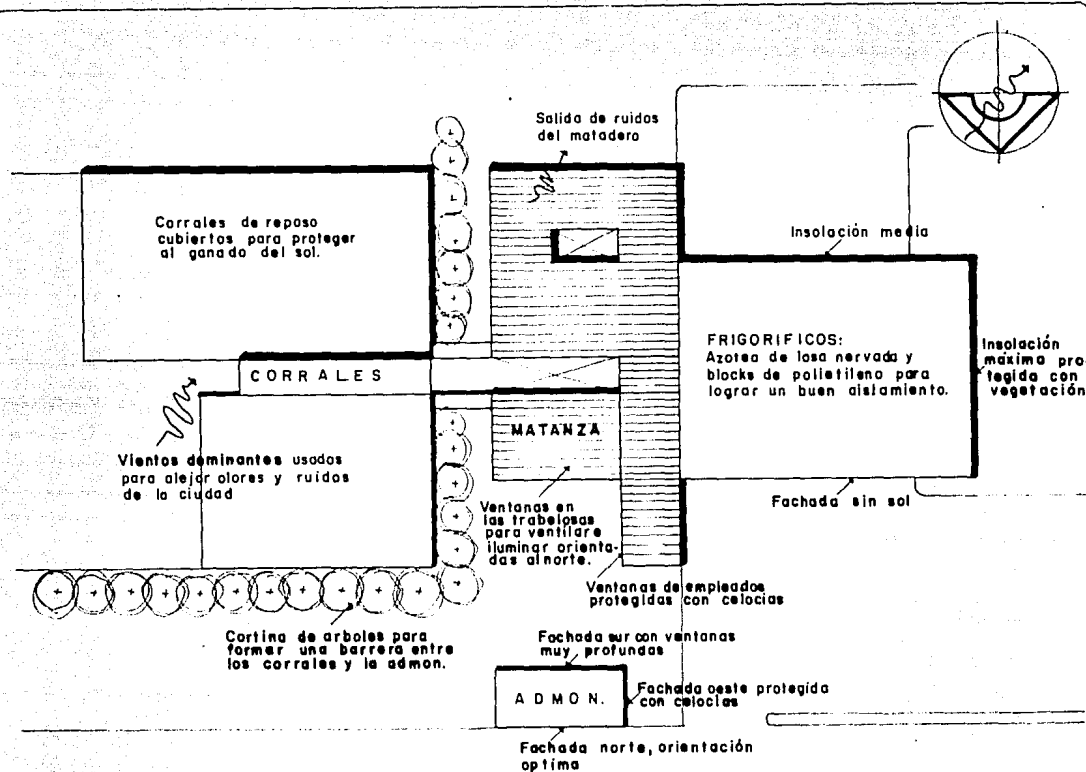 Salida de ruidos
del matadero
Corrales de reposo
cubiertos para proteger
al ganado del sol.
Insolación media
FRIGORIFICOS:
Azotea de losa nervada y
blocks de polietileno para
lograr un buen aislamiento.
Insolación
máxima pro-
tegida con
vegetación
CORRALES
MATANZA
Vientos dominantes usados
para alejar olores y ruidos
de la ciudad
Fachada sin sol
Ventanas en
las trabelosas
para ventilar e
iluminar orienta-
das al norte.
Ventanas de empleados
protegidas con celocias
Cortina de arboles para
formar una barrera entre
los corrales y la admon.
Fachada sur con ventanas
muy profundas
ADMON.
Fachada oeste protegida
con celocias
Fachada norte, orientación
optima